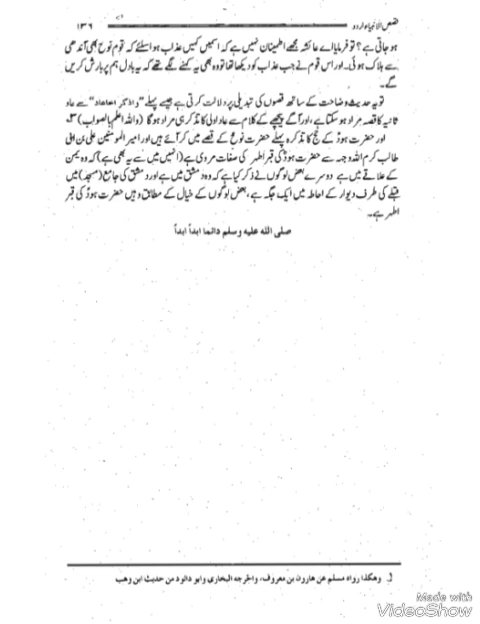 قصص الانبیاء اردو ۱۳۶
ہو جاتی ہے؟ تو فرمایا اے عائشہ مجھے اطمینان نہیں ہے کہ اسمیں کہیں عذاب ہو اسلئے کہ قوم نوح بھی آندھی
سے ہلاک ہوئی۔ اور اس قوم نے جب عذاب کو دیکھا تھا تو وہ بھی یہ کہنے لگے تھے کہ یہ بادل ہم پر بارش کریں
گے۔
تو یہ حدیث وضاحت کے ساتھ قصوں کی تبدیلی پر دلالت کرتی ہے جیسے پہلے "واذکر اخاعاد" سے عاد
ثانیہ کا قصہ مراد ہو سکتا ہے، اور آگے پیچھے کے کلام سے عاد اولی کا تذکرہ ہی مراد ہوگا (واللہ اعلم بالصواب)
اور حضرت ہودؑ کے حج کا تذکرہ پہلے حضرت نوحؑ کے قصے میں کر آئے ہیں اور امیر المومنین علی بن ابی
طالب کرم اللہ وجہہ سے حضرت ہودؑ کی قبر اطہر کی صفات مروی ہے (انہیں میں سے یہ بھی ہے) کہ وہ یمن
کے علاقے میں ہے دوسرے بعض لوگوں نے ذکر کیا ہے کہ وہ دمشق میں ہے اور دمشق کی جامع (مسجد) میں
قبلے کی طرف دیوار کے احاطہ میں ایک جگہ ہے، بعض لوگوں کے خیال کے مطابق وہیں حضرت ہودؑ کی قبر
اطہر ہے۔
صلی الله علیه وسلم دائما ابداً ابداً
وهكذا رواه مسلم عن هارون بن معروف، واخرجه البخاری وابو دائود من حديث ابن وهب
Made with
VideoShow